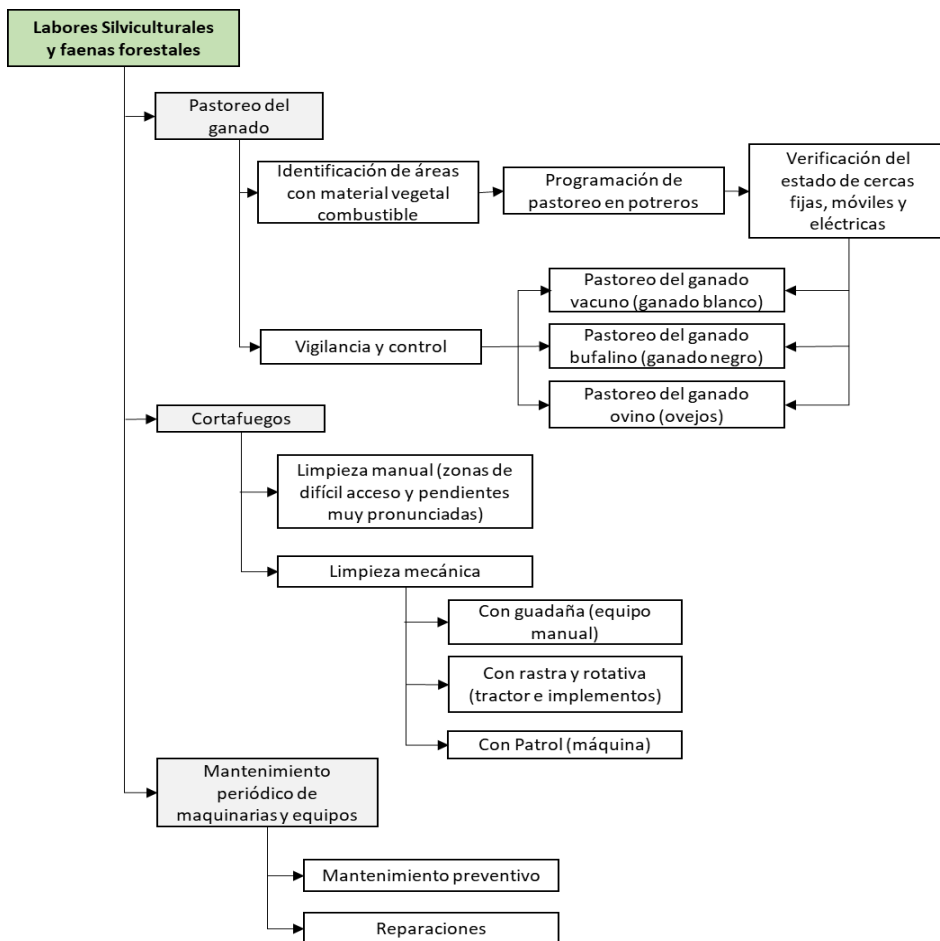 Labores Silviculturales
y faenas forestales
Pastoreo del
ganado
Identificación de áreas
con material vegetal
combustible
Programación de
pastoreo en potreros
Verificación del
estado de cercas
fijas, móviles y
eléctricas
Vigilancia y control
Pastoreo del ganado
vacuno (ganado blanco)
Pastoreo del ganado
bufalino (ganado negro)
Pastoreo del ganado
ovino (ovejos)
Cortafuegos
Limpieza manual (zonas de
difícil acceso y pendientes
muy pronunciadas)
Limpieza mecánica
Con guadaña (equipo
manual)
Con rastra y rotativa
(tractor e implementos)
Con Patrol (máquina)
Mantenimiento
periódico de
maquinarias y equipos
Mantenimiento preventivo
Reparaciones